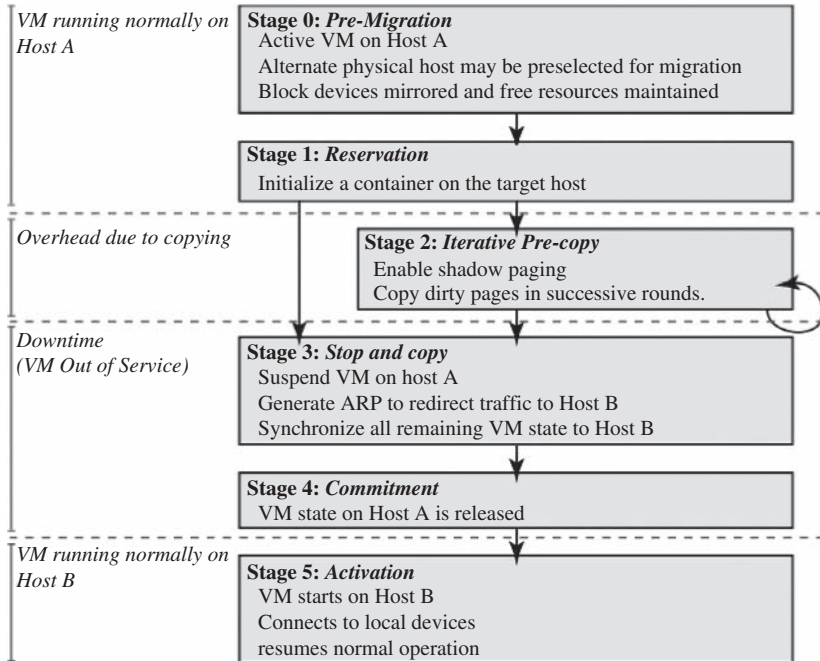 VM running normally on
Host A
Stage 0: Pre-Migration
Active VM on Host A
Alternate physical host may be preselected for migration
Block devices mirrored and free resources maintained
Stage 1: Reservation
Initialize a container on the target host
Overhead due to copying
Stage 2: Iterative Pre-copy
Enable shadow paging
Copy dirty pages in successive rounds.
Downtime
(VM Out of Service)
Stage 3: Stop and copy
Suspend VM on host A
Generate ARP to redirect traffic to Host B
Synchronize all remaining VM state to Host B
Stage 4: Commitment
VM state on Host A is released
VM running normally on
Host B
Stage 5: Activation
VM starts on Host B
Connects to local devices
resumes normal operation